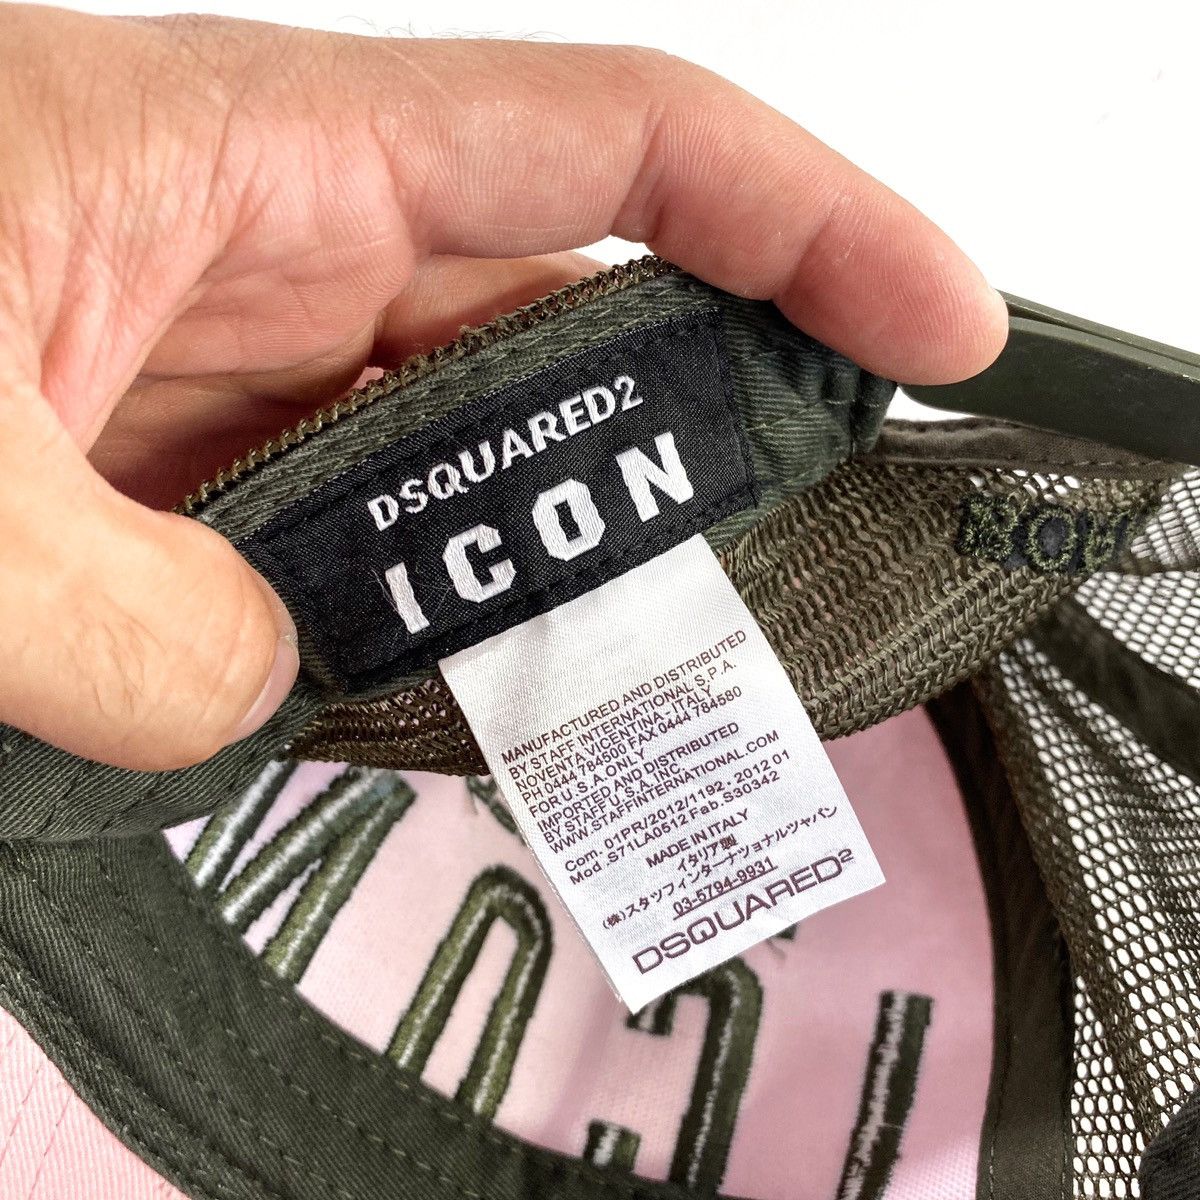 DSQUARED2
ICON
MANUFACTURED AND DISTRIBUTED
BY STAFF INTERNATIONAL S.P.A.
NOVENTA VICENTINA, ITALY
PH 0444 784500 FAX 0444 784580
FOR U.S.A ONLY
IMPORTED AND DISTRIBUTED
BY STAFF U.S.A INC.
WWW.STAFFINTERNATIONAL.COM
Com. 01PR/2012/1192. 2012 01
Mod. S71LA0512 Fab. S30342
MADE IN ITALY
イタリア製
(株)スタッフインターナショナルジャパン
03-5794-9931
DSQUARED2